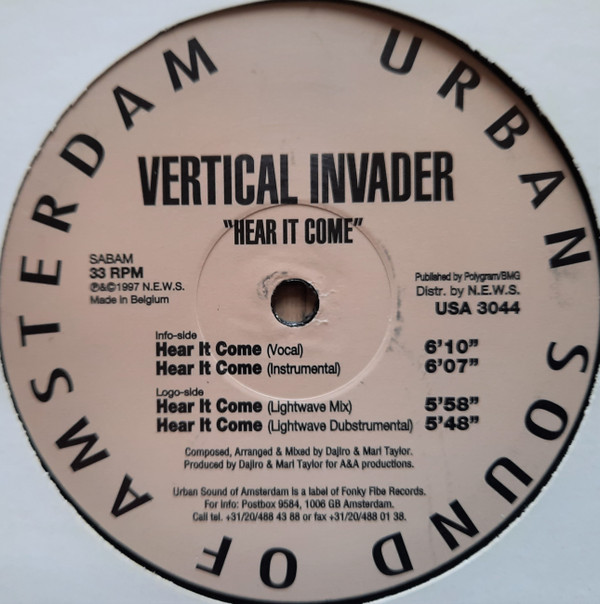 URBAN SOUND OF AMSTERDAM
VERTICAL INVADER
"HEAR IT COME"
SABAM
33 RPM
℗&©1997 N.E.W.S.
Made in Belgium
Published by Polygram/BMG
Distr. by N.E.W.S.
USA 3044
Info-side
Hear It Come (Vocal) 6'10"
Hear It Come (Instrumental) 6'07"
Logo-side
Hear It Come (Lightwave Mix) 5'58"
Hear It Come (Lightwave Dubstrumental) 5'48"
Composed, Arranged & Mixed by Dajiro & Marl Taylor.
Produced by Dajiro & Marl Taylor for A&A productions.
Urban Sound of Amsterdam is a label of Fonky Fibe Records.
For Info: Postbox 9584, 1006 GB Amsterdam.
Call tel. +31/20/488 43 88 or fax +31/20/488 01 38.